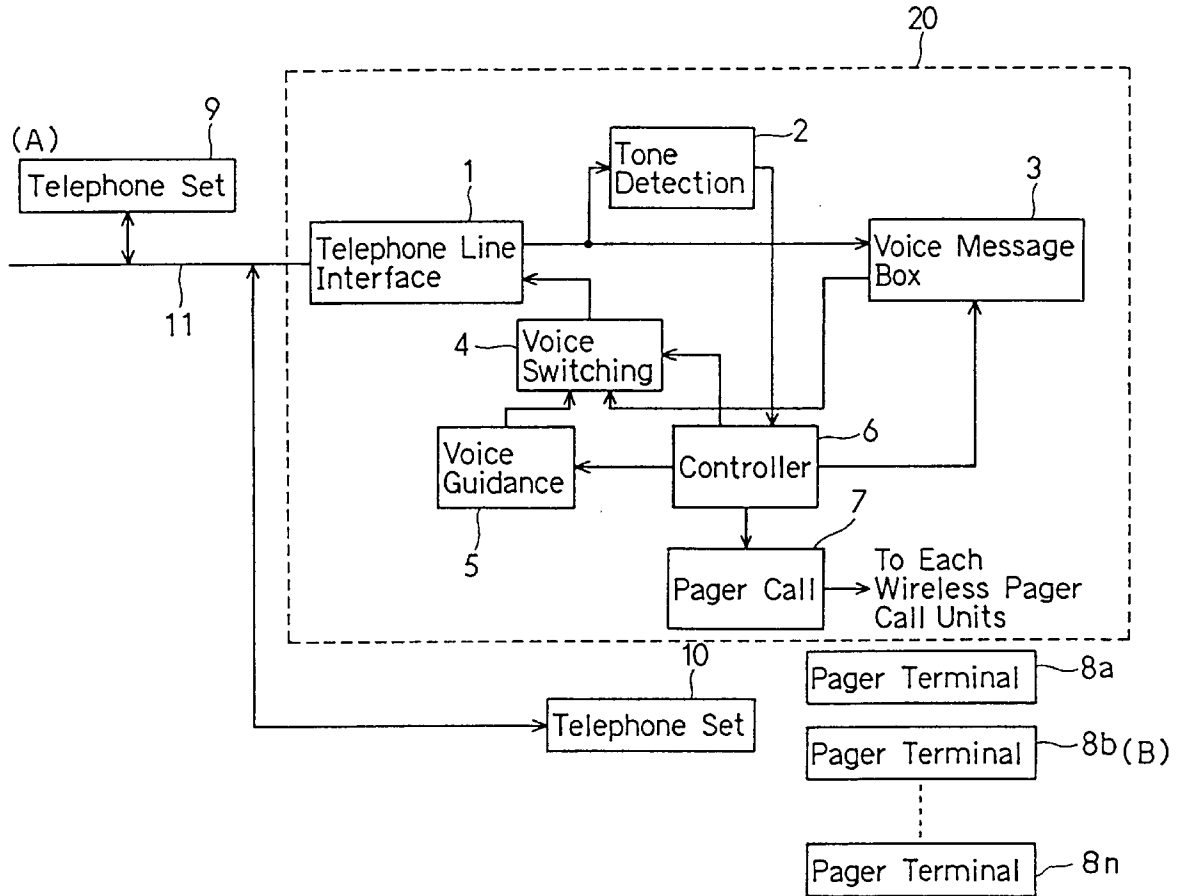 20
(A)
9
Telephone Set
1
Telephone Line
Interface
2
Tone
Detection
3
Voice Message
Box
11
4
Voice
Switching
Voice
Guidance
5
6
Controller
7
Pager Call
To Each
Wireless Pager
Call Units
10
Telephone Set
Pager Terminal
8a
Pager Terminal
8b (B)
Pager Terminal
8n